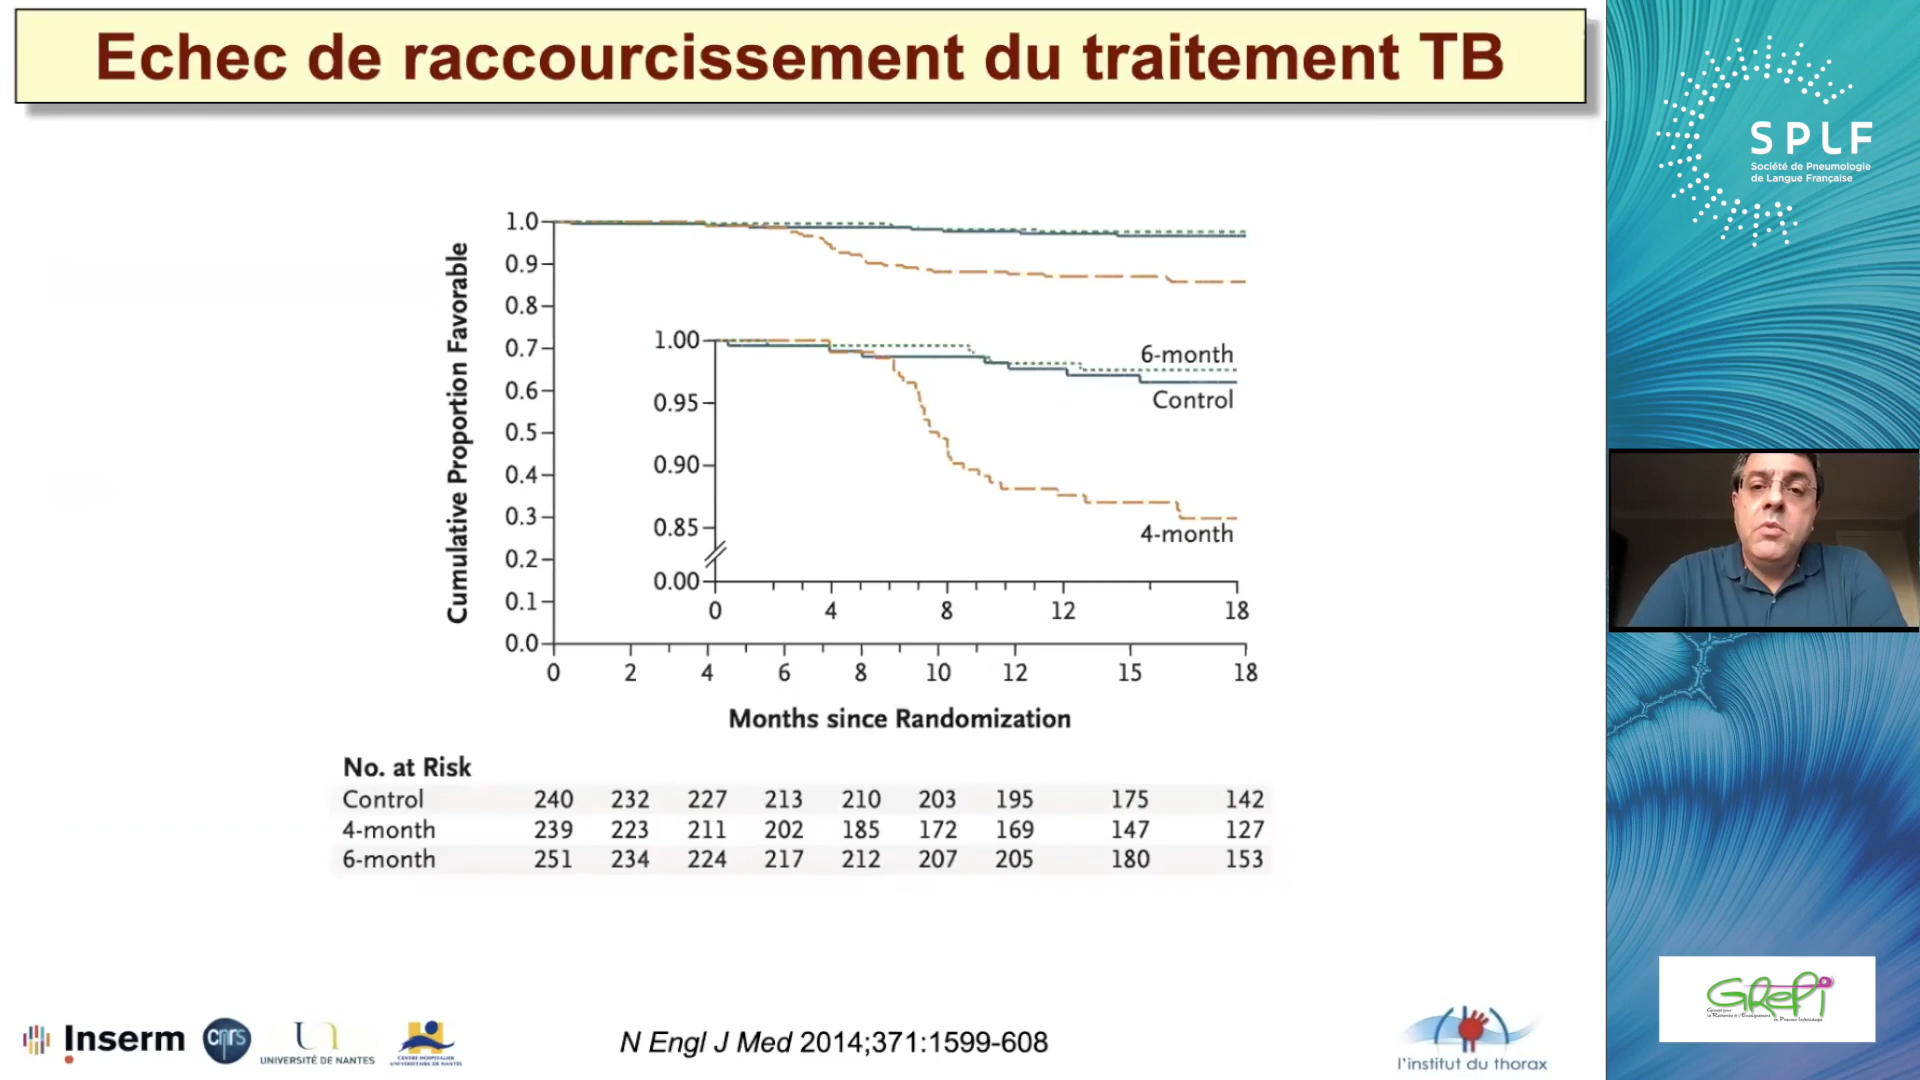 Echec de raccourcissement du traitement TB
SPLF
Société de Pneumologie
de Langue Française
Cumulative Proportion Favorable
1.0
0.9
0.8
0.7
0.6
0.5
0.4
0.3
0.2
0.1
0.0
1.00
0.95
0.90
0.85
0.00
6-month
Control
4-month
0 4 8 12 18
0 2 4 6 8 10 12 15 18
Months since Randomization
No. at Risk
Control 240 232 227 213 210 203 195 175 142
4-month 239 223 211 202 185 172 169 147 127
6-month 251 234 224 217 212 207 205 180 153
Inserm
cnrs
UNIVERSITÉ DE NANTES
CENTRE HOSPITALIER
UNIVERSITAIRE DE NANTES
N Engl J Med 2014;371:1599-608
l'institut du thorax
GREPI